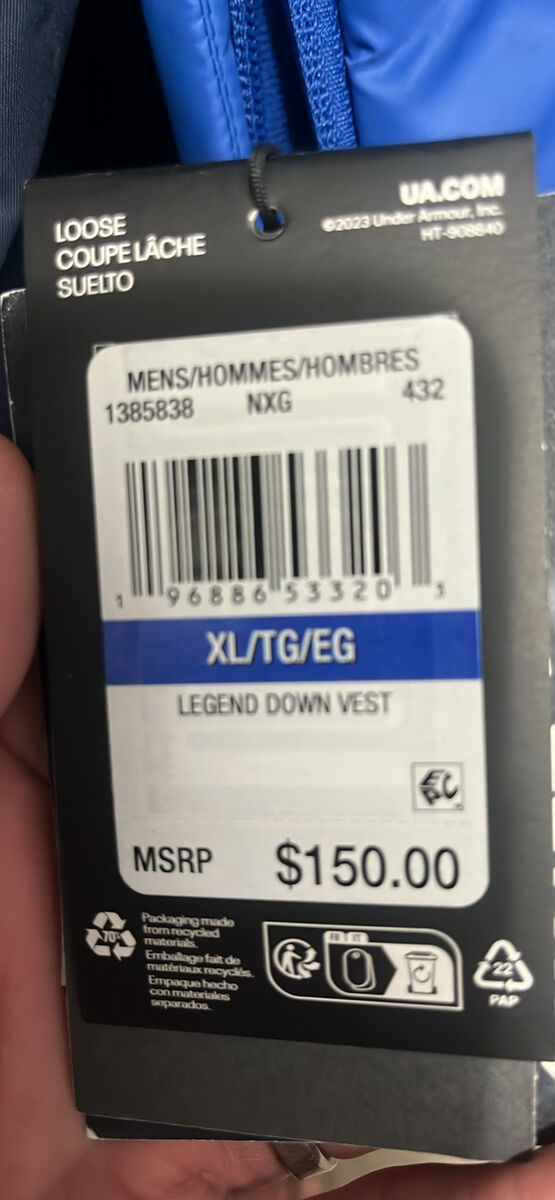 UA.COM
©2023 Under Armour, Inc.
HT-908840
LOOSE
COUPE LÂCHE
SUELTO
MENS/HOMMES/HOMBRES
1385838 NXG 432
1 96886 53320 3
XL/TG/EG
LEGEND DOWN VEST
EPC
MSRP $150.00
70%
Packaging made
from recycled
materials.
Emballage fait de
matériaux recyclés.
Empaque hecho
con materiales
separados.
FR IT
22
PAP